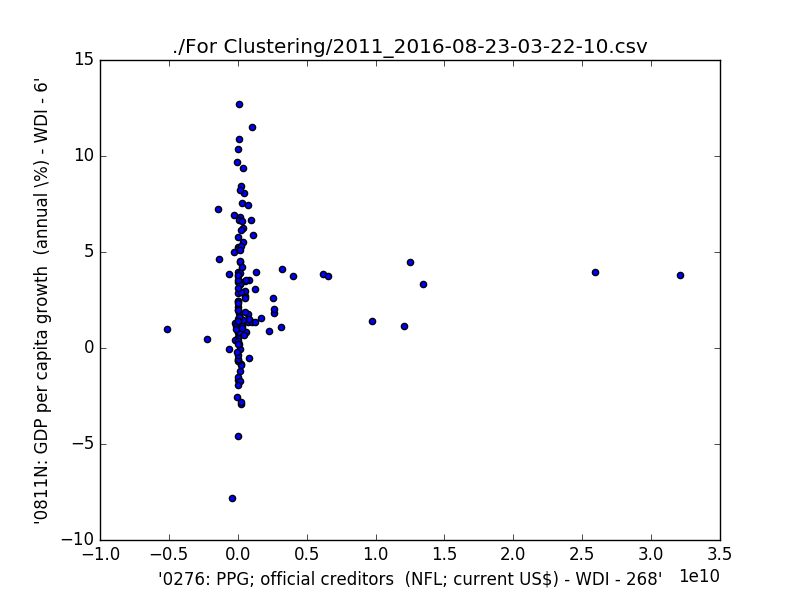 ./For Clustering/2011_2016-08-23-03-22-10.csv
15
10
5
0
−5
−10
'0811N: GDP per capita growth  (annual \%) - WDI - 6'
−1.0 −0.5 0.0 0.5 1.0 1.5 2.0 2.5 3.0 3.5
'0276: PPG; official creditors  (NFL; current US$) - WDI - 268' 1e10